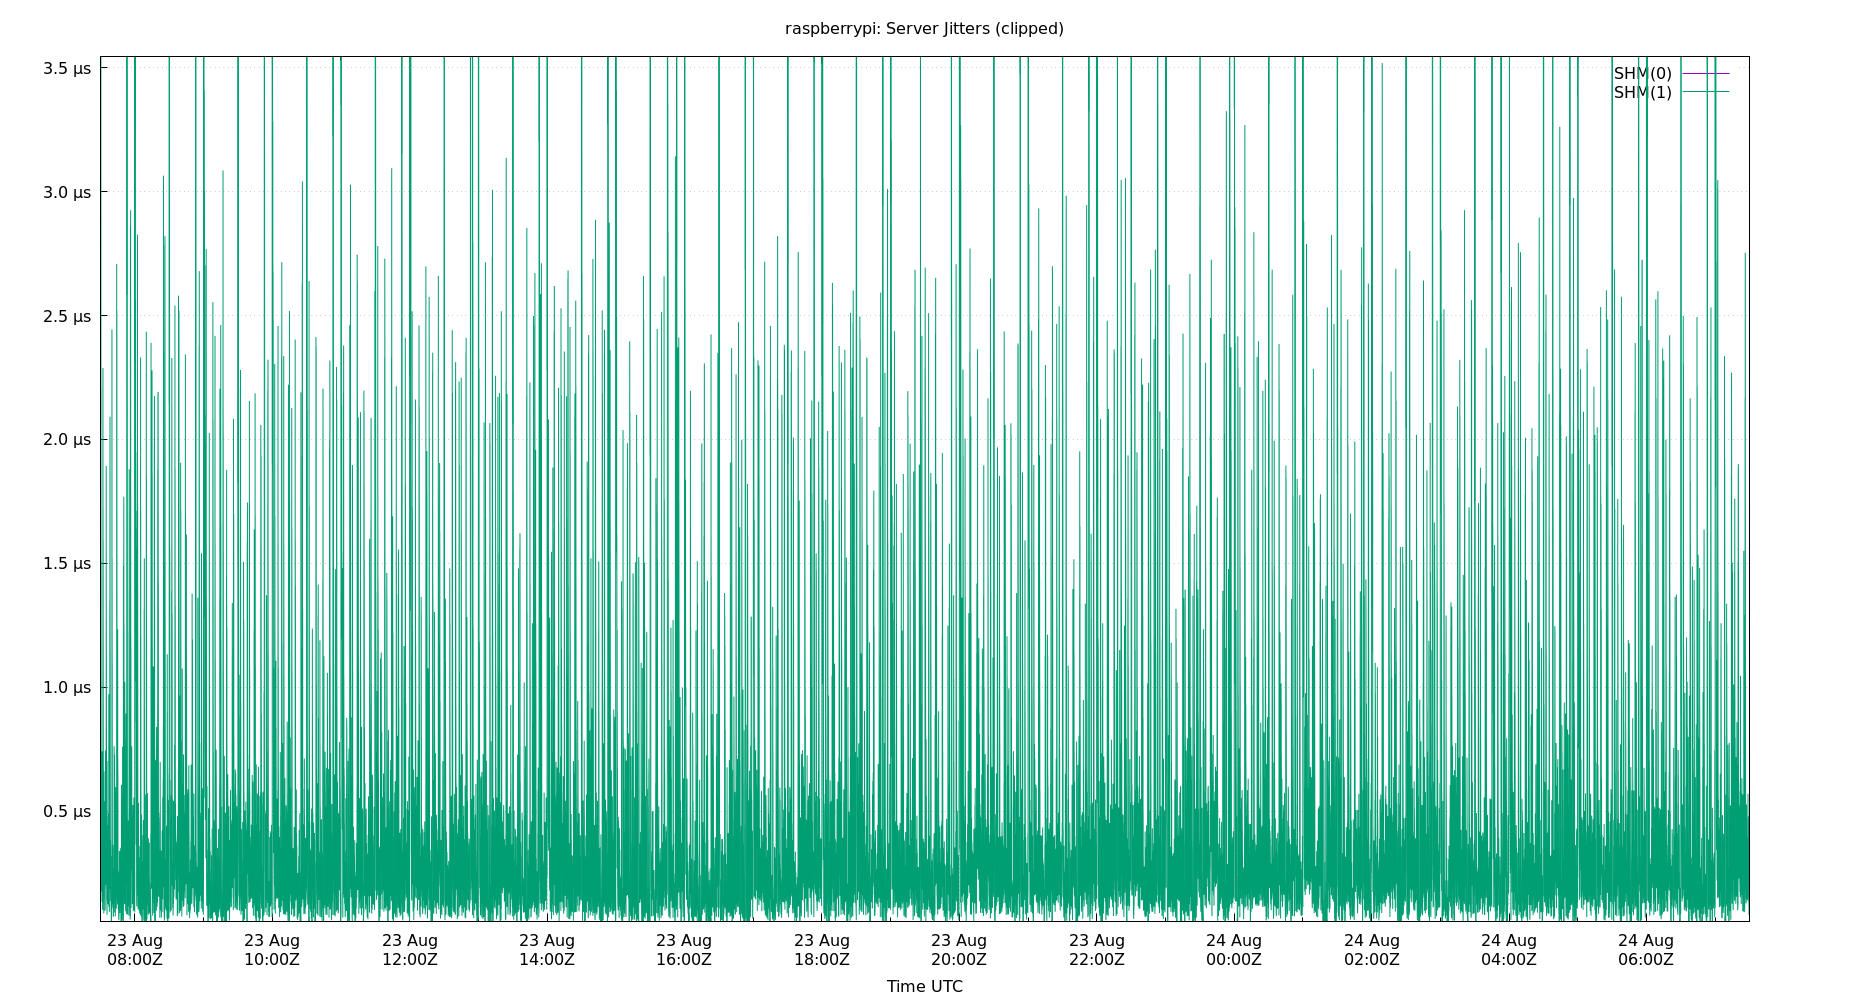 raspberrypi: Server Jitters (clipped)
3.5 µs
3.0 µs
2.5 µs
2.0 µs
1.5 µs
1.0 µs
0.5 µs
SHM(0)
SHM(1)
23 Aug 23 Aug 23 Aug 23 Aug 23 Aug 23 Aug 23 Aug 23 Aug 24 Aug 24 Aug 24 Aug 24 Aug
08:00Z 10:00Z 12:00Z 14:00Z 16:00Z 18:00Z 20:00Z 22:00Z 00:00Z 02:00Z 04:00Z 06:00Z
Time UTC